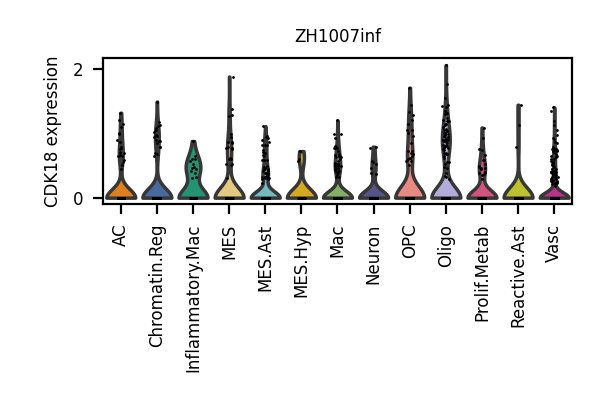 ZH1007inf
CDK18 expression
2
0
AC
Chromatin.Reg
Inflammatory.Mac
MES
MES.Ast
MES.Hyp
Mac
Neuron
OPC
Oligo
Prolif.Metab
Reactive.Ast
Vasc